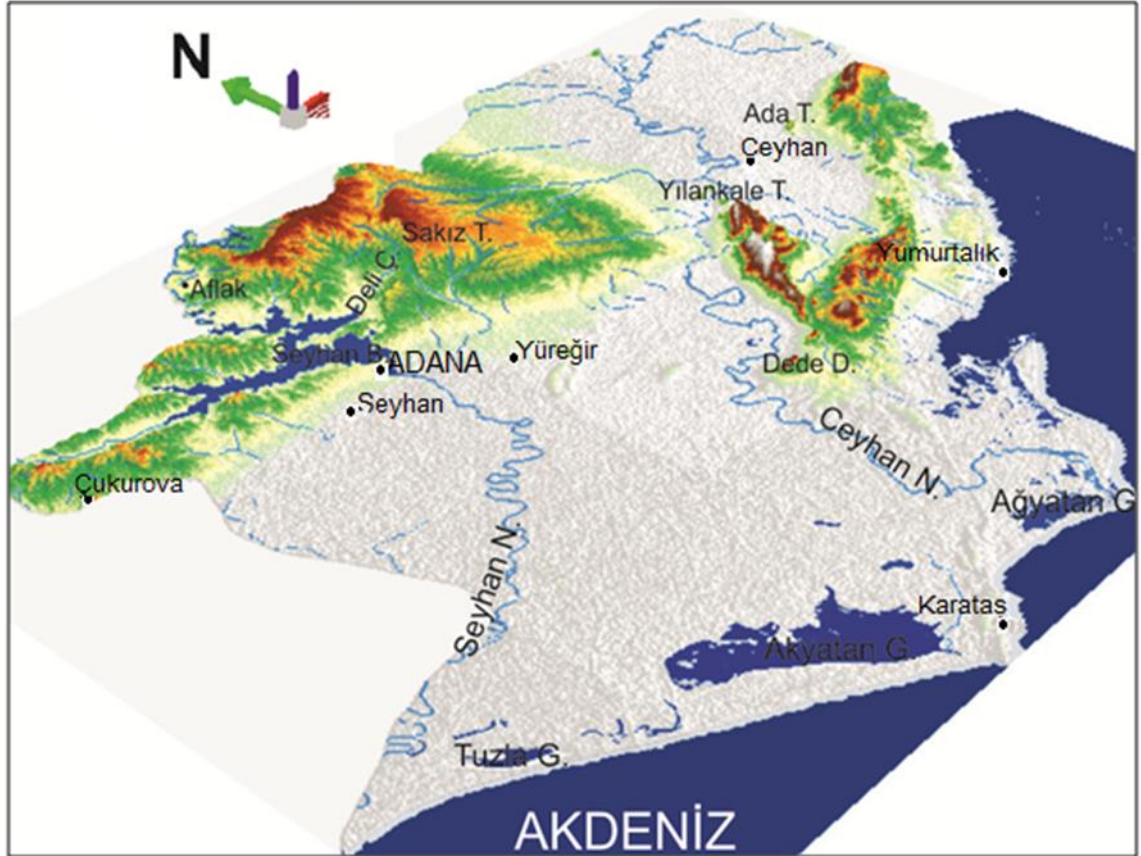 N
Ada T.
Ceyhan
Yılankale T.
Sakız T.
Yumurtalık
Deli Ç.
Aflak
Seyhan B.
ADANA
Yüreğir
Dede D.
Seyhan
Ceyhan N.
Çukurova
Ağyatan G
Seyhan N.
Karataş
Akyatan G.
Tuzla G.
AKDENİZ